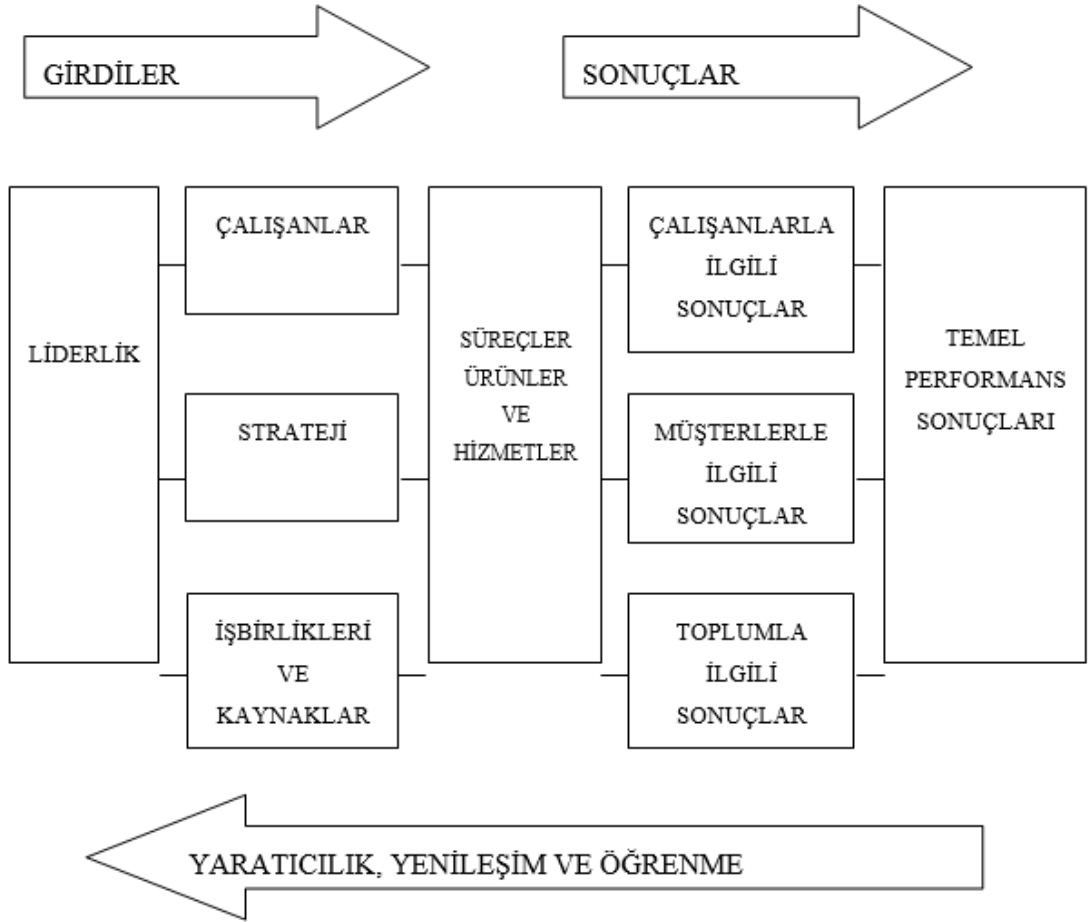 GİRDİLER
SONUÇLAR
LİDERLİK
ÇALIŞANLAR
STRATEJİ
İŞBİRLİKLERİ
VE
KAYNAKLAR
SÜREÇLER
ÜRÜNLER
VE
HİZMETLER
ÇALIŞANLARLA
İLGİLİ
SONUÇLAR
MÜŞTERLERLE
İLGİLİ
SONUÇLAR
TOPLUMLA
İLGİLİ
SONUÇLAR
TEMEL
PERFORMANS
SONUÇLARI
YARATICILIK, YENİLEŞİM VE ÖĞRENME